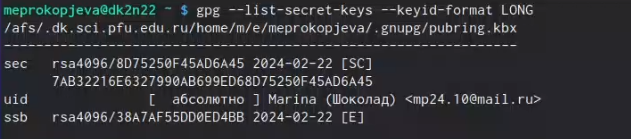 meprokopjeva@dk2n22 ~ $ gpg --list-secret-keys --keyid-format LONG
/afs/.dk.sci.pfu.edu.ru/home/m/e/meprokopjeva/.gnupg/pubring.kbx
----------------------------------------------------------------
sec   rsa4096/8D75250F45AD6A45 2024-02-22 [SC]
      7AB32216E6327990AB699ED68D75250F45AD6A45
uid              [  абсолютно ] Marina (Шоколад) <mp24.10@mail.ru>
ssb   rsa4096/38A7AF55DD0ED4BB 2024-02-22 [E]